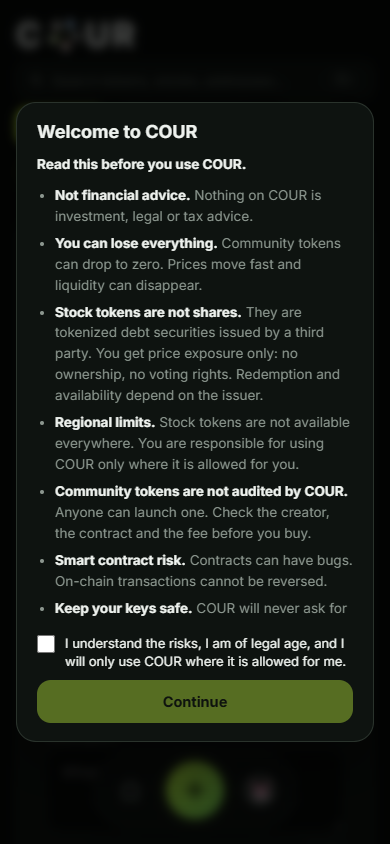 COUR
Welcome to COUR
Read this before you use COUR.
• Not financial advice. Nothing on COUR is
investment, legal or tax advice.
• You can lose everything. Community tokens
can drop to zero. Prices move fast and
liquidity can disappear.
• Stock tokens are not shares. They are
tokenized debt securities issued by a third
party. You get price exposure only: no
ownership, no voting rights. Redemption and
availability depend on the issuer.
• Regional limits. Stock tokens are not available
everywhere. You are responsible for using
COUR only where it is allowed for you.
• Community tokens are not audited by COUR.
Anyone can launch one. Check the creator,
the contract and the fee before you buy.
• Smart contract risk. Contracts can have bugs.
On-chain transactions cannot be reversed.
• Keep your keys safe. COUR will never ask for
I understand the risks, I am of legal age, and I
will only use COUR where it is allowed for me.
Continue